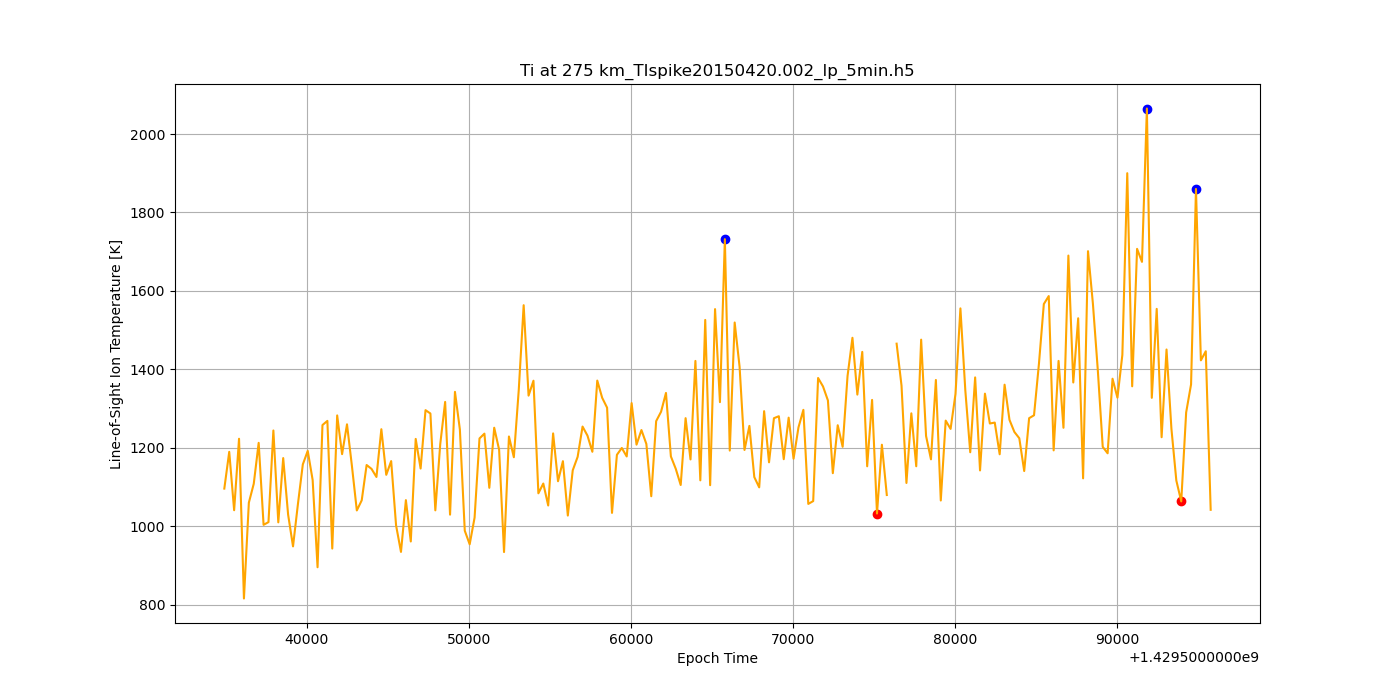 Ti at 275 km_TIspike20150420.002_lp_5min.h5
Line-of-Sight Ion Temperature [K]
2000
1800
1600
1400
1200
1000
800
40000 50000 60000 70000 80000 90000
Epoch Time
+1.4295000000e9